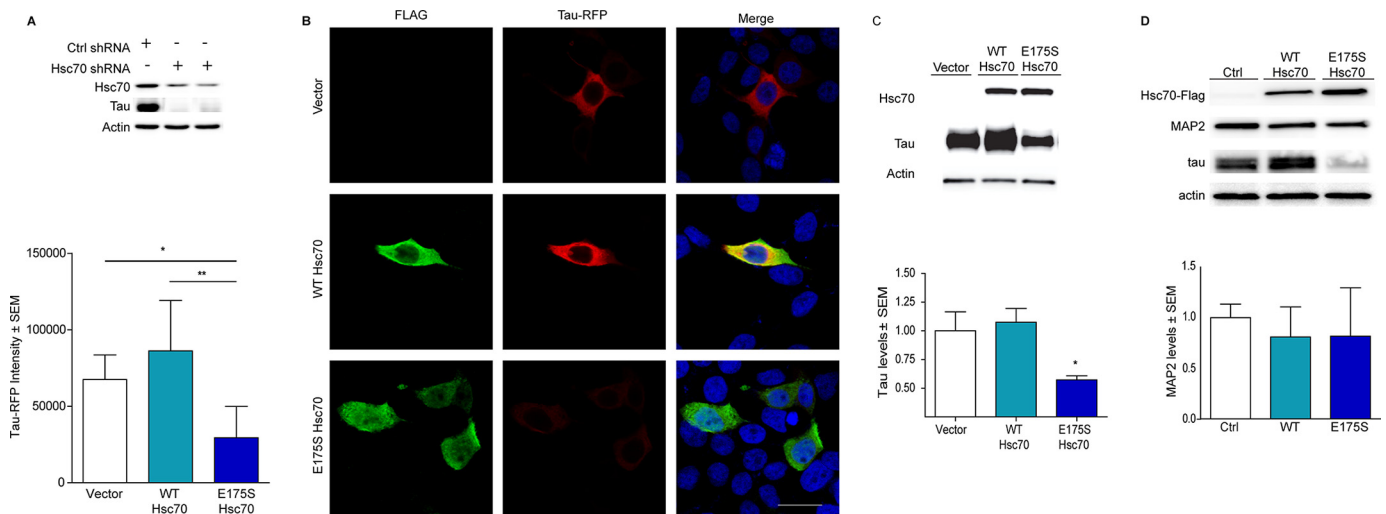 A
Ctrl shRNA + - -
Hsc70 shRNA - + +
Hsc70
Tau
Actin
150000
100000
50000
0
Tau-RFP Intensity ± SEM
*
**
Vector
WT
Hsc70
E175S
Hsc70
B
FLAG
Tau-RFP
Merge
Vector
WT Hsc70
E175S Hsc70
C
Vector
WT
Hsc70
E175S
Hsc70
Hsc70
Tau
Actin
1.50
1.25
1.00
0.75
0.50
Tau levels± SEM
*
Vector
WT
Hsc70
E175S
Hsc70
D
Ctrl
WT
Hsc70
E175S
Hsc70
Hsc70-Flag
MAP2
tau
actin
1.5
1.0
0.5
0.0
MAP2 levels ± SEM
Ctrl
WT
E175S